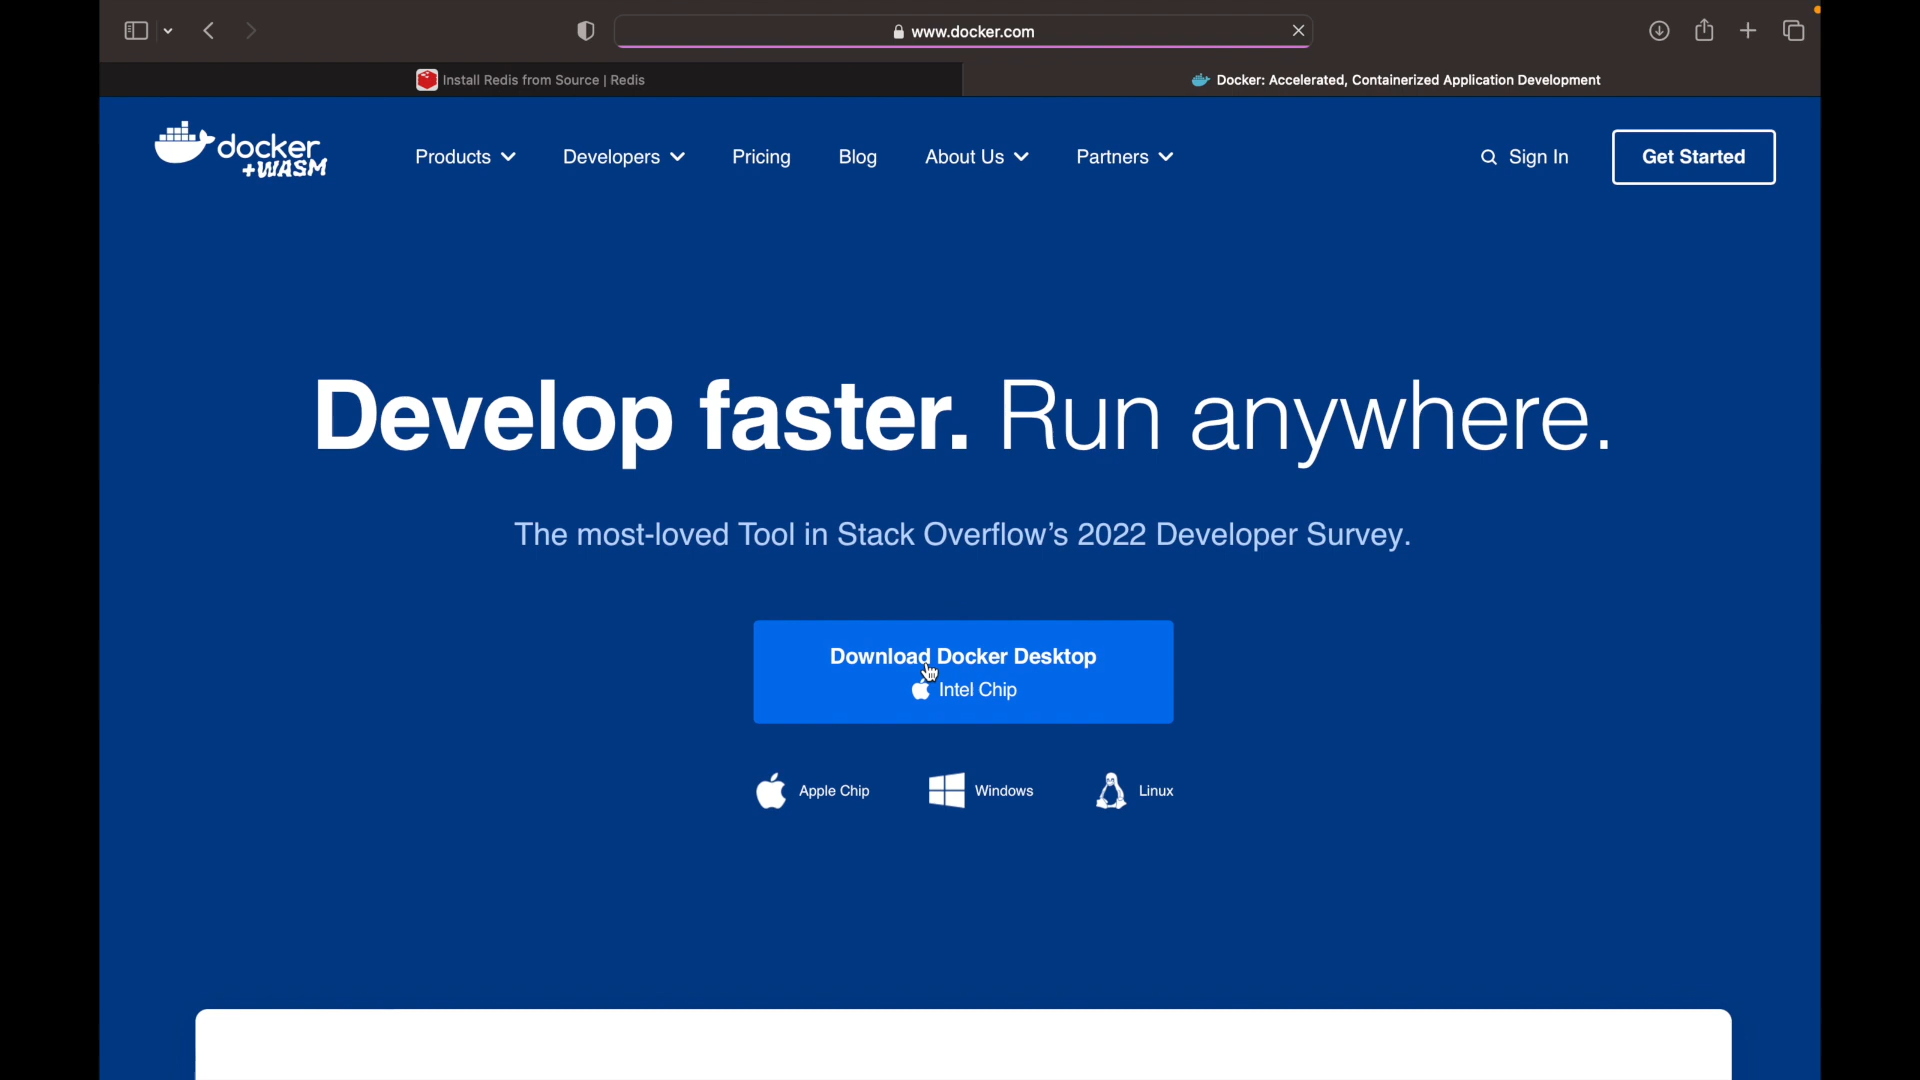 www.docker.com
Install Redis from Source | Redis
Docker: Accelerated, Containerized Application Development
docker
+WASM
Products
Developers
Pricing
Blog
About Us
Partners
Sign In
Get Started
Develop faster. Run anywhere.
The most-loved Tool in Stack Overflow’s 2022 Developer Survey.
Download Docker Desktop
Intel Chip
Apple Chip
Windows
Linux